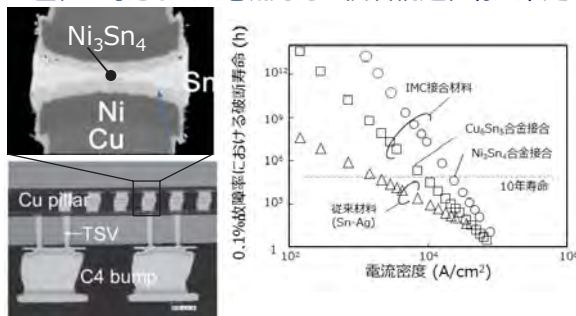 Ni₃Sn₄
Sn
Ni
Cu
Cu pillar
TSV
C4 bump
0.1%故障率における破断寿命 (h)
10¹²
10⁹
10⁶
10³
1
10²
10⁴
10⁶
IMC接合材料
Cu₆Sn₅合金接合
Ni₃Sn₄合金接合
10年寿命
従来材料
(Sn-Ag)
電流密度 (A/cm²)